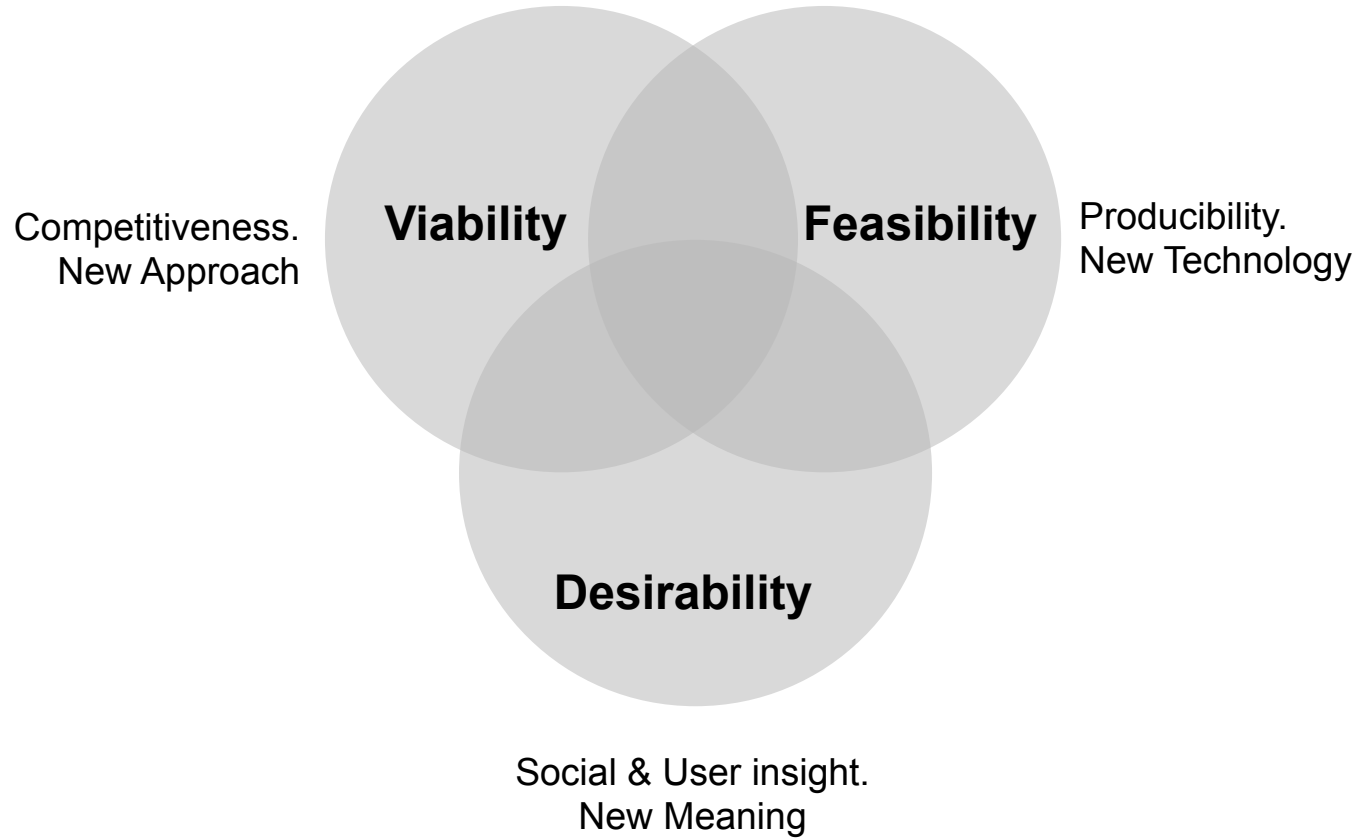 Viability
Feasibility
Competitiveness.
New Approach
Producibility.
New Technology
Desirability
Social & User insight.
New Meaning